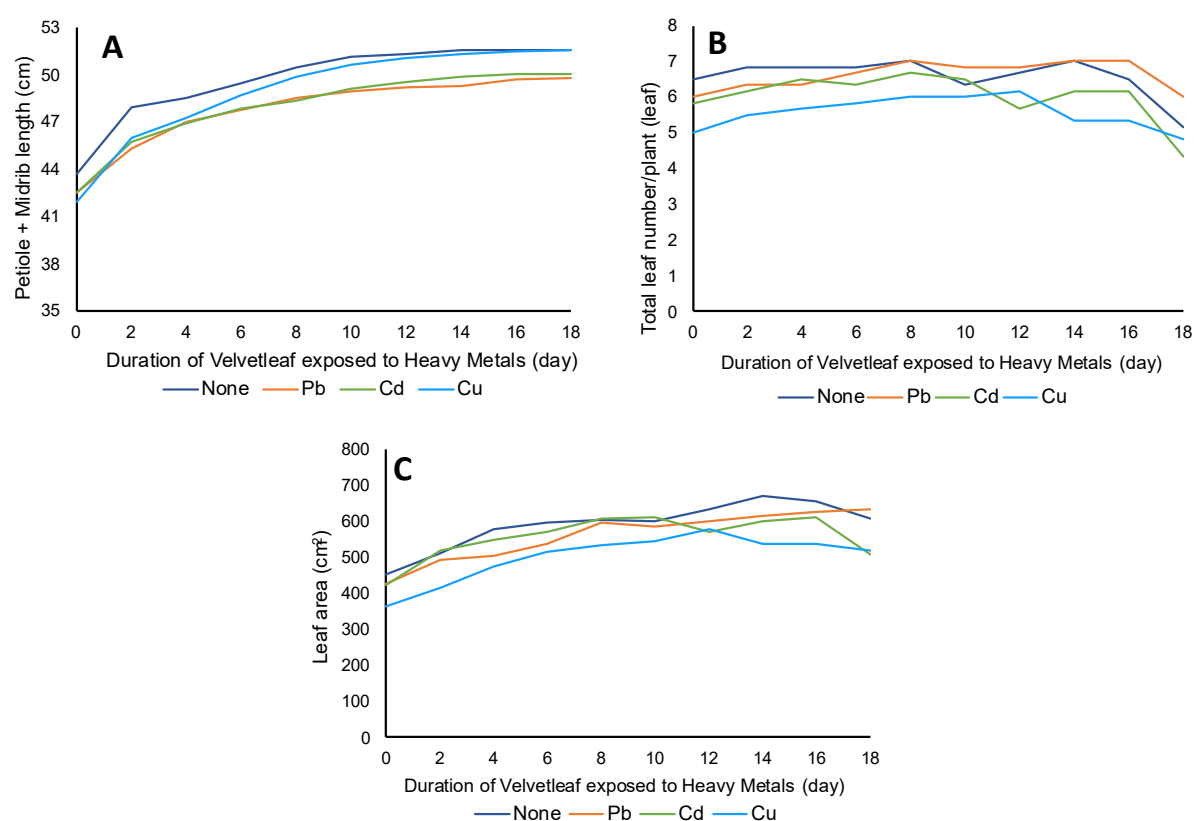 A
Petiole + Midrib length (cm)
53
50
47
44
41
38
35
0 2 4 6 8 10 12 14 16 18
Duration of Velvetleaf exposed to Heavy Metals (day)
None Pb Cd Cu
B
Total leaf number/plant (leaf)
8
7
6
5
4
3
2
1
0
0 2 4 6 8 10 12 14 16 18
Duration of Velvetleaf exposed to Heavy Metals (day)
None Pb Cd Cu
C
Leaf area (cm²)
800
700
600
500
400
300
200
100
0
0 2 4 6 8 10 12 14 16 18
Duration of Velvetleaf exposed to Heavy Metals (day)
None Pb Cd Cu